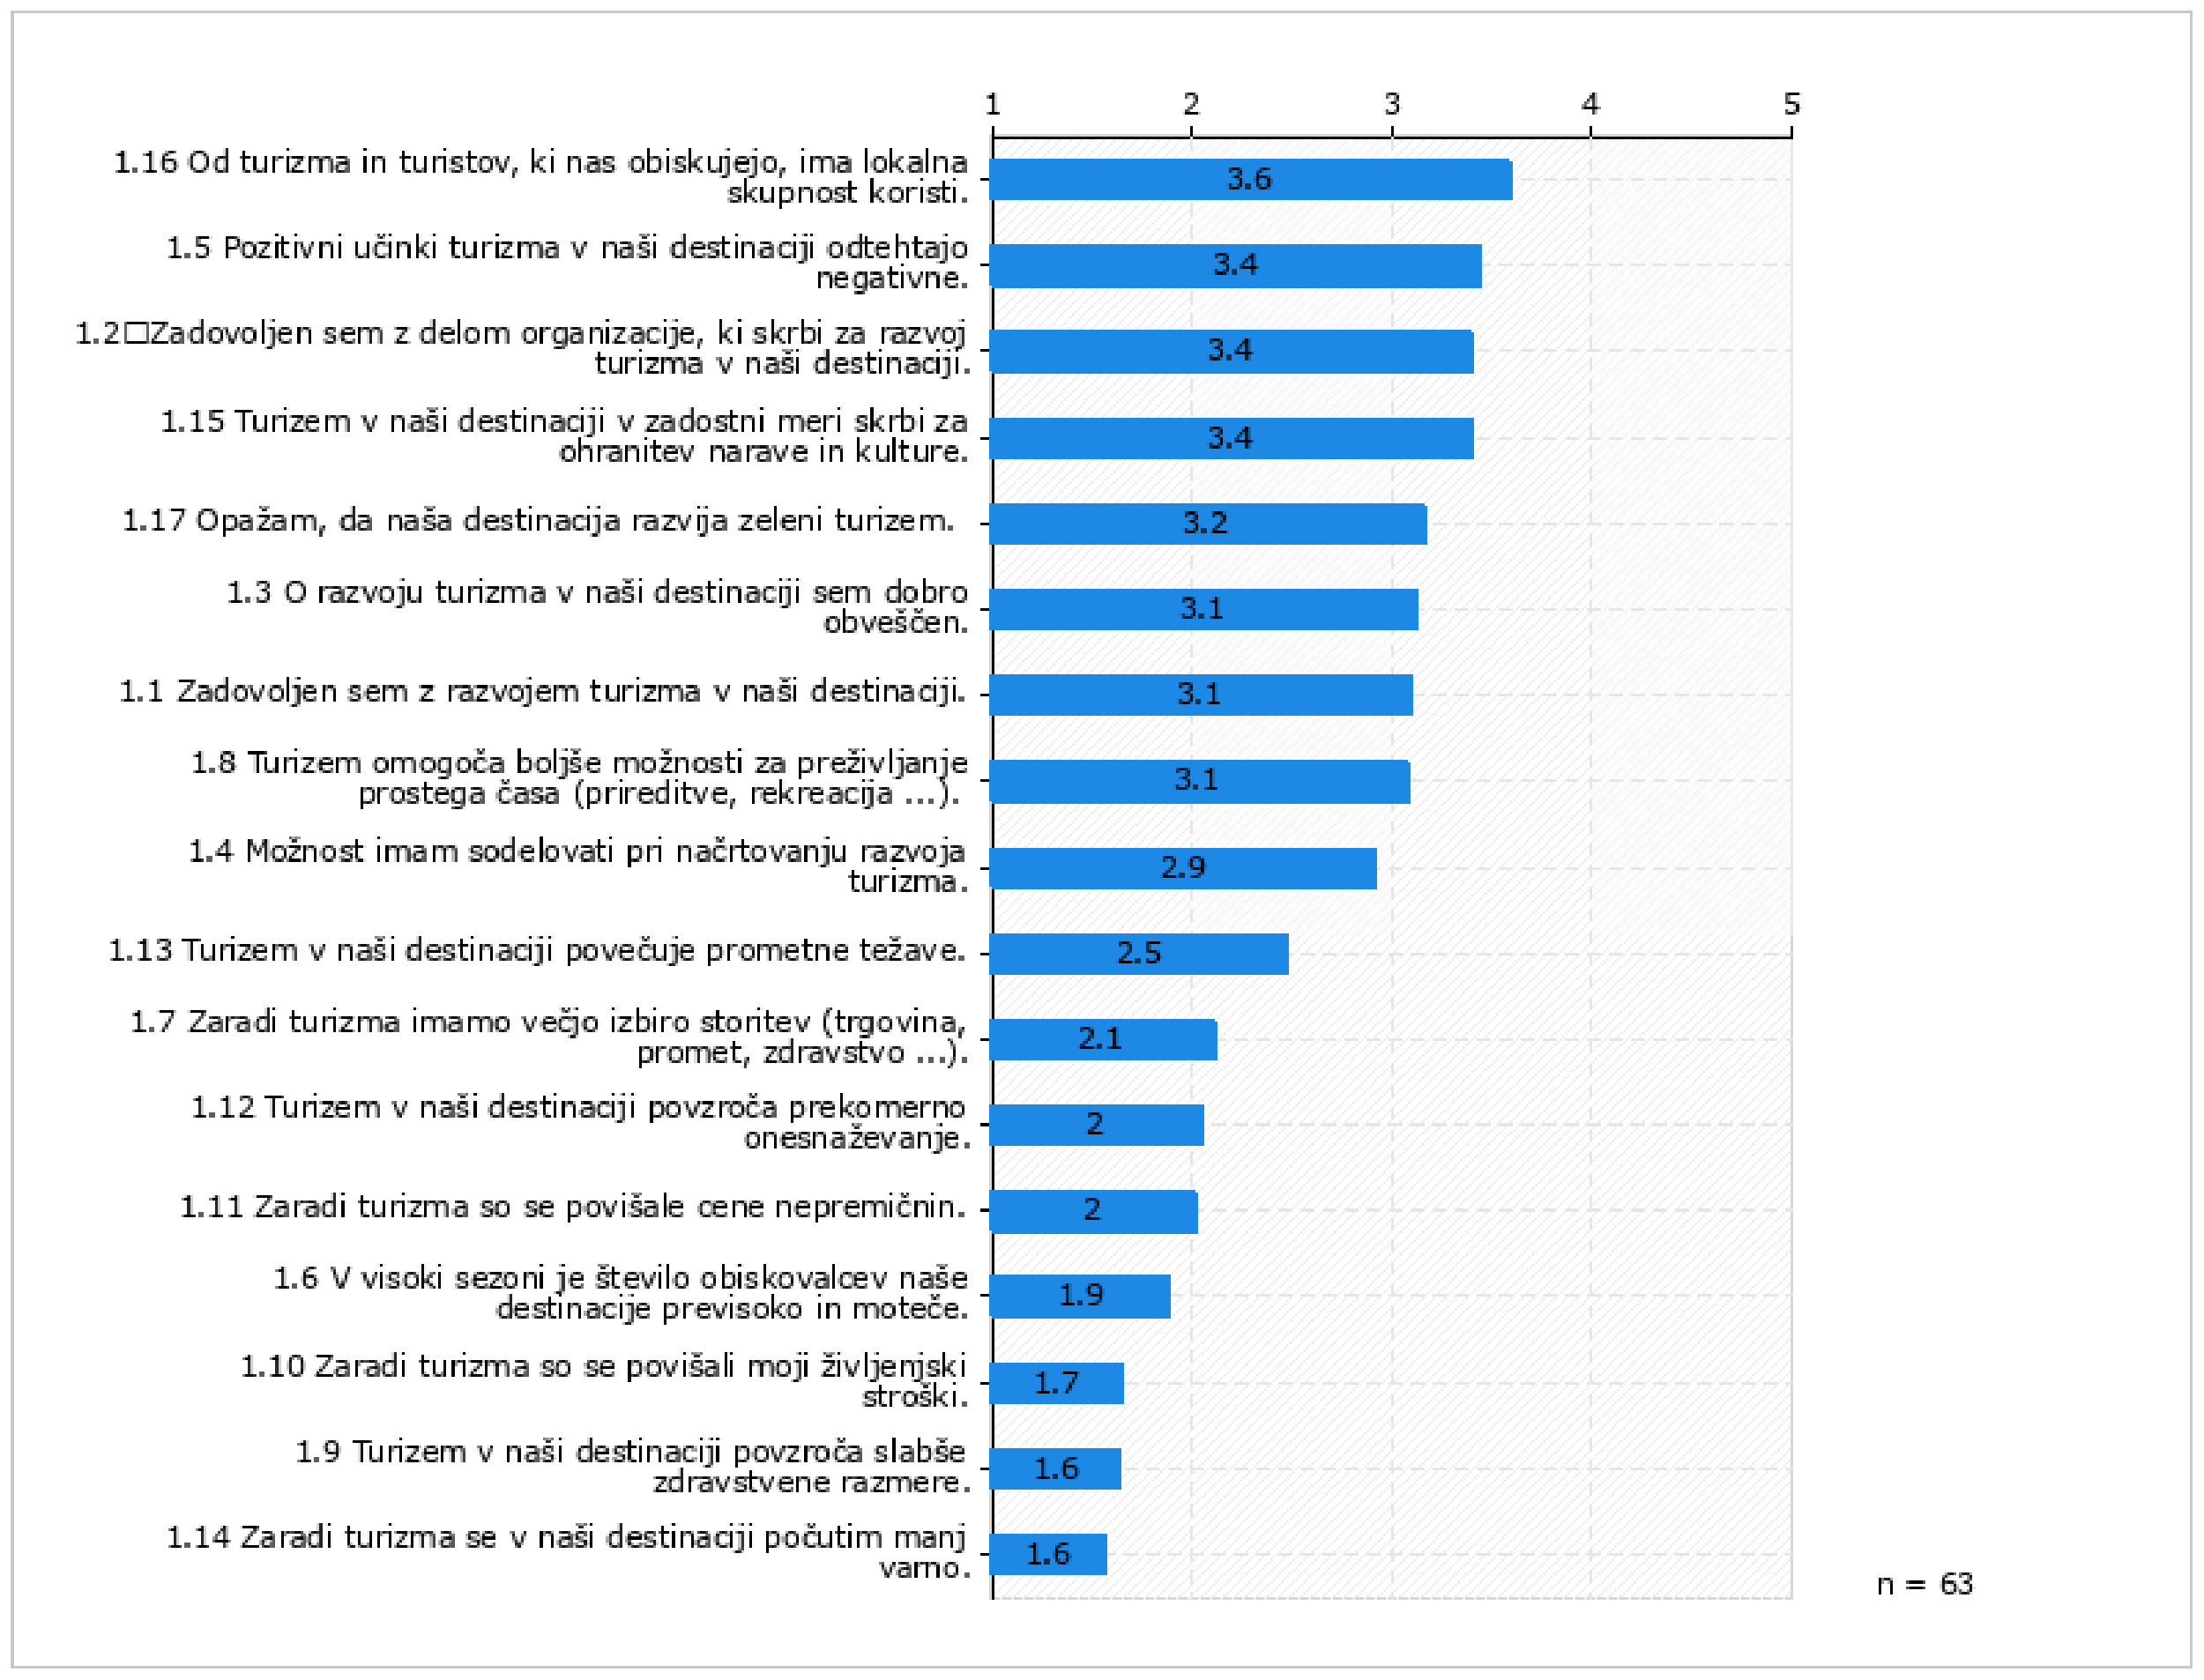 1 2 3 4 5
1.16 Od turizma in turistov, ki nas obiskujejo, ima lokalna
skupnost koristi.
3.6
1.5 Pozitivni učinki turizma v naši destinaciji odtehtajo
negativne.
3.4
1.2□Zadovoljen sem z delom organizacije, ki skrbi za razvoj
turizma v naši destinaciji.
3.4
1.15 Turizem v naši destinaciji v zadostni meri skrbi za
ohranitev narave in kulture.
3.4
1.17 Opažam, da naša destinacija razvija zeleni turizem.
3.2
1.3 O razvoju turizma v naši destinaciji sem dobro
obveščen.
3.1
1.1 Zadovoljen sem z razvojem turizma v naši destinaciji.
3.1
1.8 Turizem omogoča boljše možnosti za preživljanje
prostega časa (prireditve, rekreacija ...).
3.1
1.4 Možnost imam sodelovati pri načrtovanju razvoja
turizma.
2.9
1.13 Turizem v naši destinaciji povečuje prometne težave.
2.5
1.7 Zaradi turizma imamo večjo izbiro storitev (trgovina,
promet, zdravstvo ...).
2.1
1.12 Turizem v naši destinaciji povzroča prekomerno
onesnaževanje.
2
1.11 Zaradi turizma so se povišale cene nepremičnin.
2
1.6 V visoki sezoni je število obiskovalcev naše
destinacije previsoko in moteče.
1.9
1.10 Zaradi turizma so se povišali moji življenjski
stroški.
1.7
1.9 Turizem v naši destinaciji povzroča slabše
zdravstvene razmere.
1.6
1.14 Zaradi turizma se v naši destinaciji počutim manj
varno.
1.6
n = 63